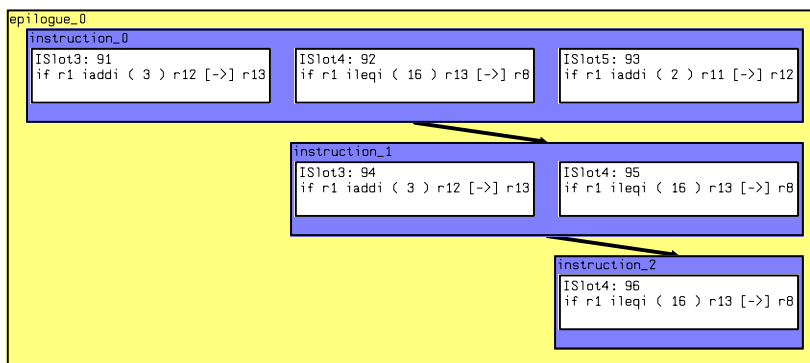 epilogue_0
instruction_0
ISlot3: 91
if r1 iaddi ( 3 ) r12 [->] r13
ISlot4: 92
if r1 ileqi ( 16 ) r13 [->] r8
ISlot5: 93
if r1 iaddi ( 2 ) r11 [->] r12
instruction_1
ISlot3: 94
if r1 iaddi ( 3 ) r12 [->] r13
ISlot4: 95
if r1 ileqi ( 16 ) r13 [->] r8
instruction_2
ISlot4: 96
if r1 ileqi ( 16 ) r13 [->] r8